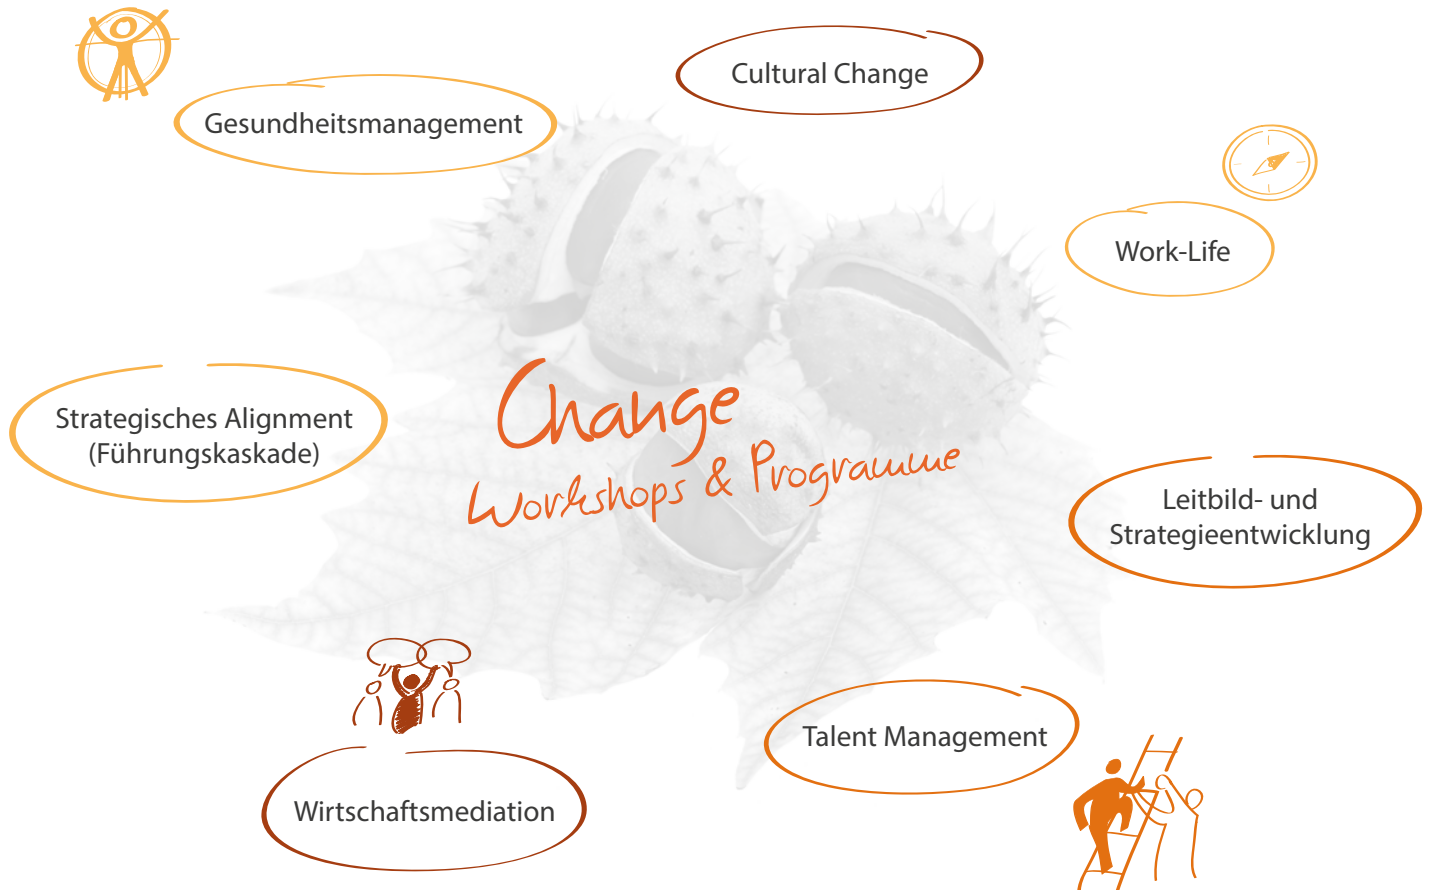 Cultural Change
Gesundheitsmanagement
Work-Life
Strategisches Alignment
(Führungskaskade)
Change
Workshops & Programme
Leitbild- und
Strategieentwicklung
Talent Management
Wirtschaftsmediation